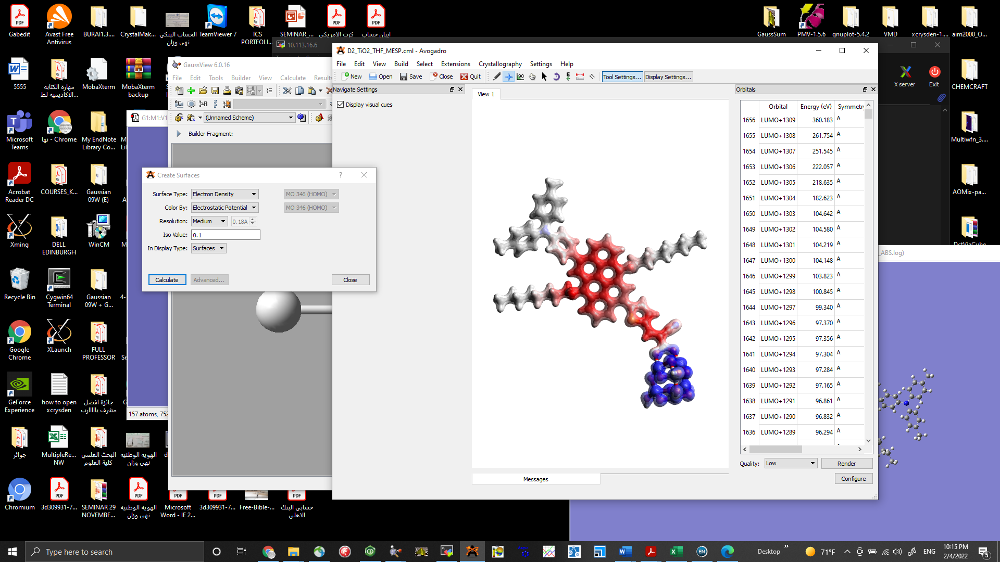 Gabedit
Avast Free
Antivirus
BURAI1.3....
CrystalMak...
الحساب البنكي
نهى وزان
TeamViewer 7
TCS
PORTFOLI...
SEMINAR_...
كرت الامريكي
ايبان حساب
GaussSum
PMV-1.5.6
gnuplot-5.4.2
VMD
xcrysden-1....
aim2000_O...
5555
مهارة الكتابه
الاكاديميه لط...
MobaXterm
MobaXterm
backup
10.113.16.6
X server
Exit
CHEMCRAFT
Microsoft
Teams
نها - Chrome
My EndNote
Library Co...
Multiwfn_3....
Acrobat
Reader DC
COURSES_K...
Gaussian
09W (E)
AOMix-pa...
Xming
DELL
EDINBURGH
WinCM
DctViaCube
Recycle Bin
Cygwin64
Terminal
Gaussian
09W + G...
Google
Chrome
XLaunch
FULL
PROFESSOR
GeForce
Experience
how to open
xcrysden
جائزة افضل
مشرف يااااارب
جوائز
MultipleRe...
NW
البحث العلمي
كلية العلوم
الهويه الوطنيه
نهى وزان
Chromium
3d309931-7...
SEMINAR 29
NOVEMBE...
الهويه الوطنيه
نهى وزان
Microsoft
Word - IE 2...
3d309931-7...
Free-Bible-...
حسابي البنك
الاهلي
G1:M1:V1
157 atoms, 752
_ABS.log)
GaussView 6.0.16
File Edit Tools Builder View Calculate Results
(Unnamed Scheme)
Builder Fragment:
Create Surfaces
?
Surface Type: Electron Density MO 346 (HOMO)
Color By: Electrostatic Potential MO 346 (HOMO)
Resolution: Medium 0.18A
Iso Value: 0.1
In Display Type: Surfaces
Calculate Advanced... Close
D2_TiO2_THF_MESP.cml - Avogadro
File Edit View Build Select Extensions Crystallography Settings Help
New Open Save Close Quit Tool Settings... Display Settings...
Navigate Settings
Display visual cues
View 1
Messages
Orbitals
Orbital Energy (eV) Symmetry
1656 LUMO+1309 360.183 A
1655 LUMO+1308 261.754 A
1654 LUMO+1307 251.545 A
1653 LUMO+1306 222.057 A
1652 LUMO+1305 218.635 A
1651 LUMO+1304 182.623 A
1650 LUMO+1303 104.642 A
1649 LUMO+1302 104.580 A
1648 LUMO+1301 104.219 A
1647 LUMO+1300 104.148 A
1646 LUMO+1299 103.823 A
1645 LUMO+1298 100.845 A
1644 LUMO+1297 99.340 A
1643 LUMO+1296 97.370 A
1642 LUMO+1295 97.356 A
1641 LUMO+1294 97.304 A
1640 LUMO+1293 97.284 A
1639 LUMO+1292 97.165 A
1638 LUMO+1291 96.861 A
1637 LUMO+1290 96.832 A
1636 LUMO+1289 96.294 A
Quality: Low Render
Configure
Type here to search
Desktop
71°F
ENG
10:15 PM
2/4/2022
5